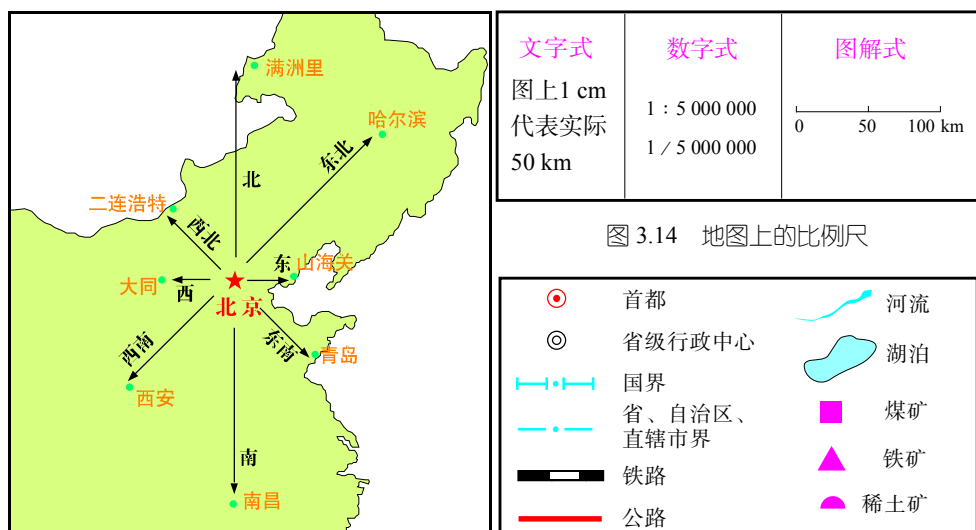 满洲里
哈尔滨
东北
北
二连浩特
西北
东
山海关
大同
西
北京
西南
东南
青岛
西安
南
南昌
文字式
图上1 cm
代表实际
50 km
数字式
1：5 000 000
1/5 000 000
图解式
0 50 100 km
图 3.14 地图上的比例尺
首都
省级行政中心
国界
省、自治区、
直辖市界
铁路
公路
河流
湖泊
煤矿
铁矿
稀土矿